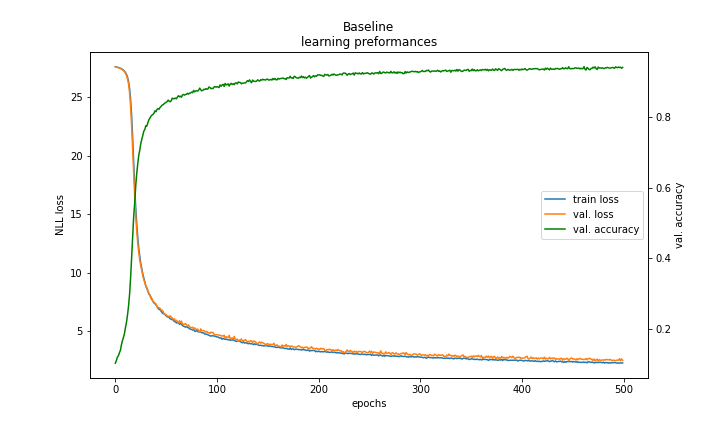 Baseline
learning preformances
25
20
15
10
5
NLL loss
0.8
0.6
0.4
0.2
val. accuracy
train loss
val. loss
val. accuracy
0 100 200 300 400 500
epochs